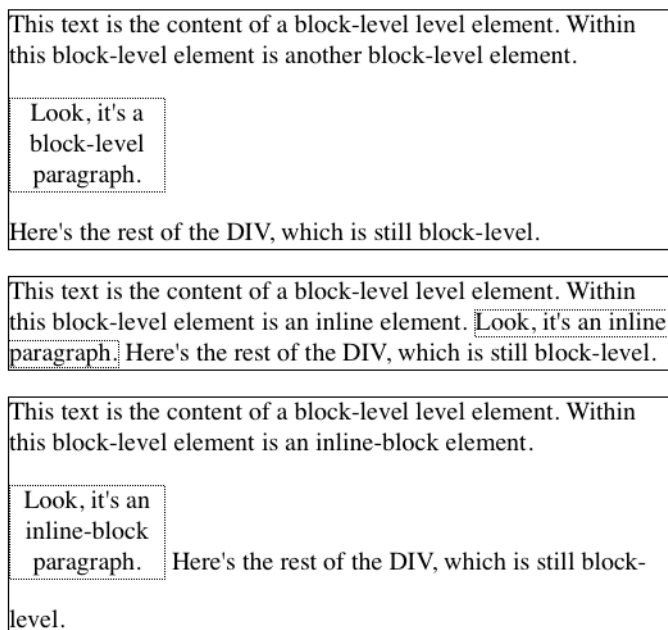 This text is the content of a block-level level element. Within
this block-level element is another block-level element.
Look, it's a
block-level
paragraph.
Here's the rest of the DIV, which is still block-level.
This text is the content of a block-level level element. Within
this block-level element is an inline element. Look, it's an inline
paragraph. Here's the rest of the DIV, which is still block-level.
This text is the content of a block-level level element. Within
this block-level element is an inline-block element.
Look, it's an
inline-block
paragraph. Here's the rest of the DIV, which is still block-
level.